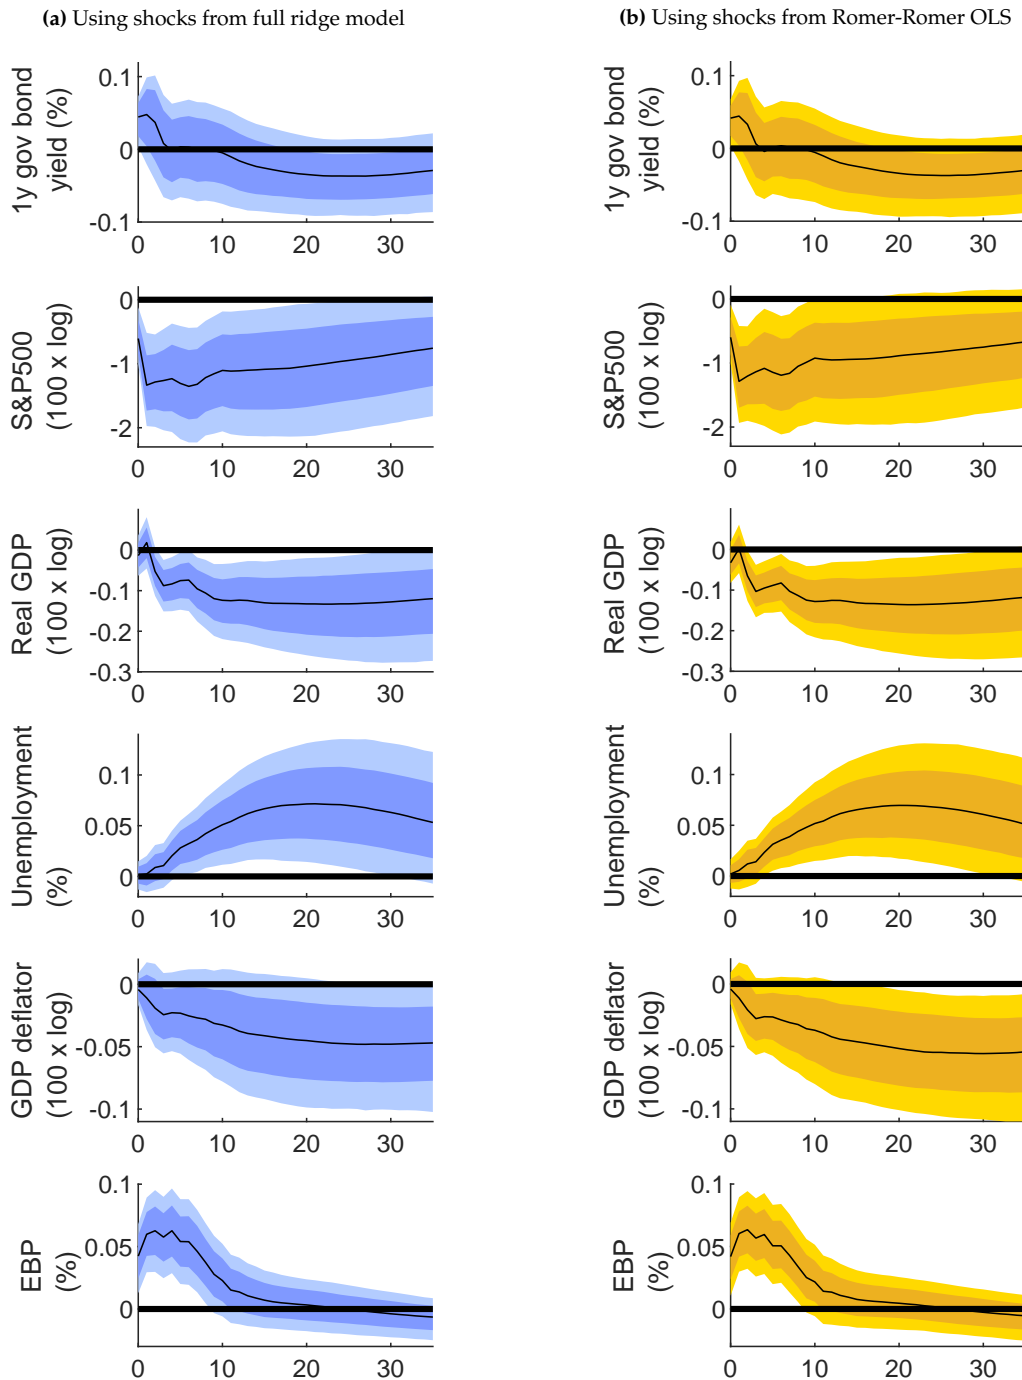 (a) Using shocks from full ridge model
(b) Using shocks from Romer-Romer OLS
1y gov bond
yield (%)
0.1
0
-0.1
0 10 20 30
1y gov bond
yield (%)
0.1
0
-0.1
0 10 20 30
S&P500
(100 x log)
0
-1
-2
0 10 20 30
S&P500
(100 x log)
0
-1
-2
0 10 20 30
Real GDP
(100 x log)
0
-0.1
-0.2
-0.3
0 10 20 30
Real GDP
(100 x log)
0
-0.1
-0.2
-0.3
0 10 20 30
Unemployment
(%)
0.1
0.05
0
0 10 20 30
Unemployment
(%)
0.1
0.05
0
0 10 20 30
GDP deflator
(100 x log)
0
-0.05
-0.1
0 10 20 30
GDP deflator
(100 x log)
0
-0.05
-0.1
0 10 20 30
EBP
(%)
0.1
0.05
0
0 10 20 30
EBP
(%)
0.1
0.05
0
0 10 20 30